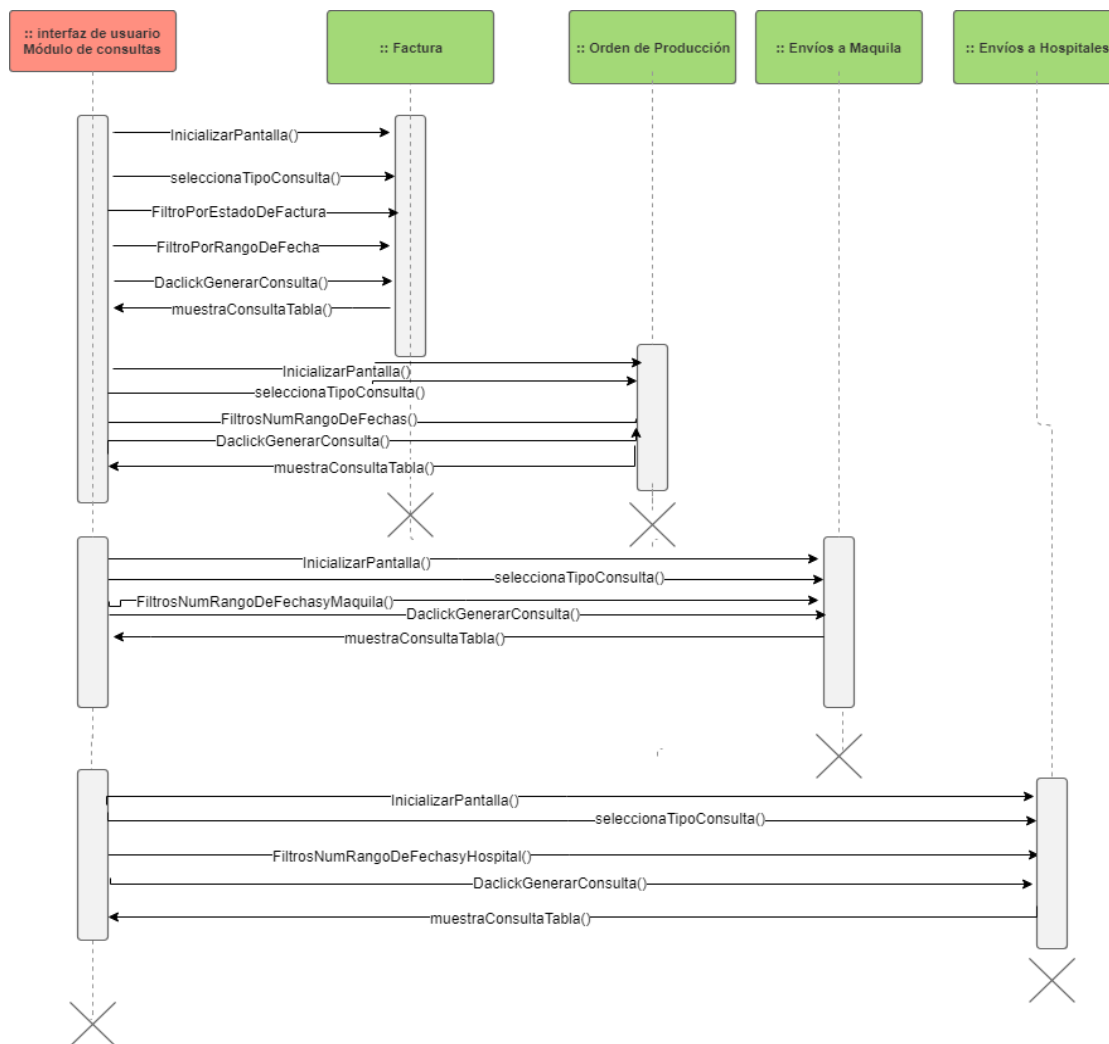 :: interfaz de usuario
Módulo de consultas
:: Factura
:: Orden de Producción
:: Envíos a Maquila
:: Envíos a Hospitales
InicializarPantalla()
seleccionaTipoConsulta()
FiltroPorEstadoDeFactura
FiltroPorRangoDeFecha
DaclickGenerarConsulta()
muestraConsultaTabla()
InicializarPantalla()
seleccionaTipoConsulta()
FiltrosNumRangoDeFechas()
DaclickGenerarConsulta()
muestraConsultaTabla()
InicializarPantalla()
seleccionaTipoConsulta()
FiltrosNumRangoDeFechasyMaquila()
DaclickGenerarConsulta()
muestraConsultaTabla()
InicializarPantalla()
seleccionaTipoConsulta()
FiltrosNumRangoDeFechasyHospital()
DaclickGenerarConsulta()
muestraConsultaTabla()